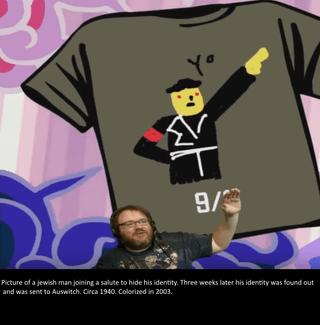 Yº
9/
Picture of a jewish man joining a salute to hide his identity. Three weeks later his identity was found out
and was sent to Auswitch. Circa 1940. Colorized in 2003.